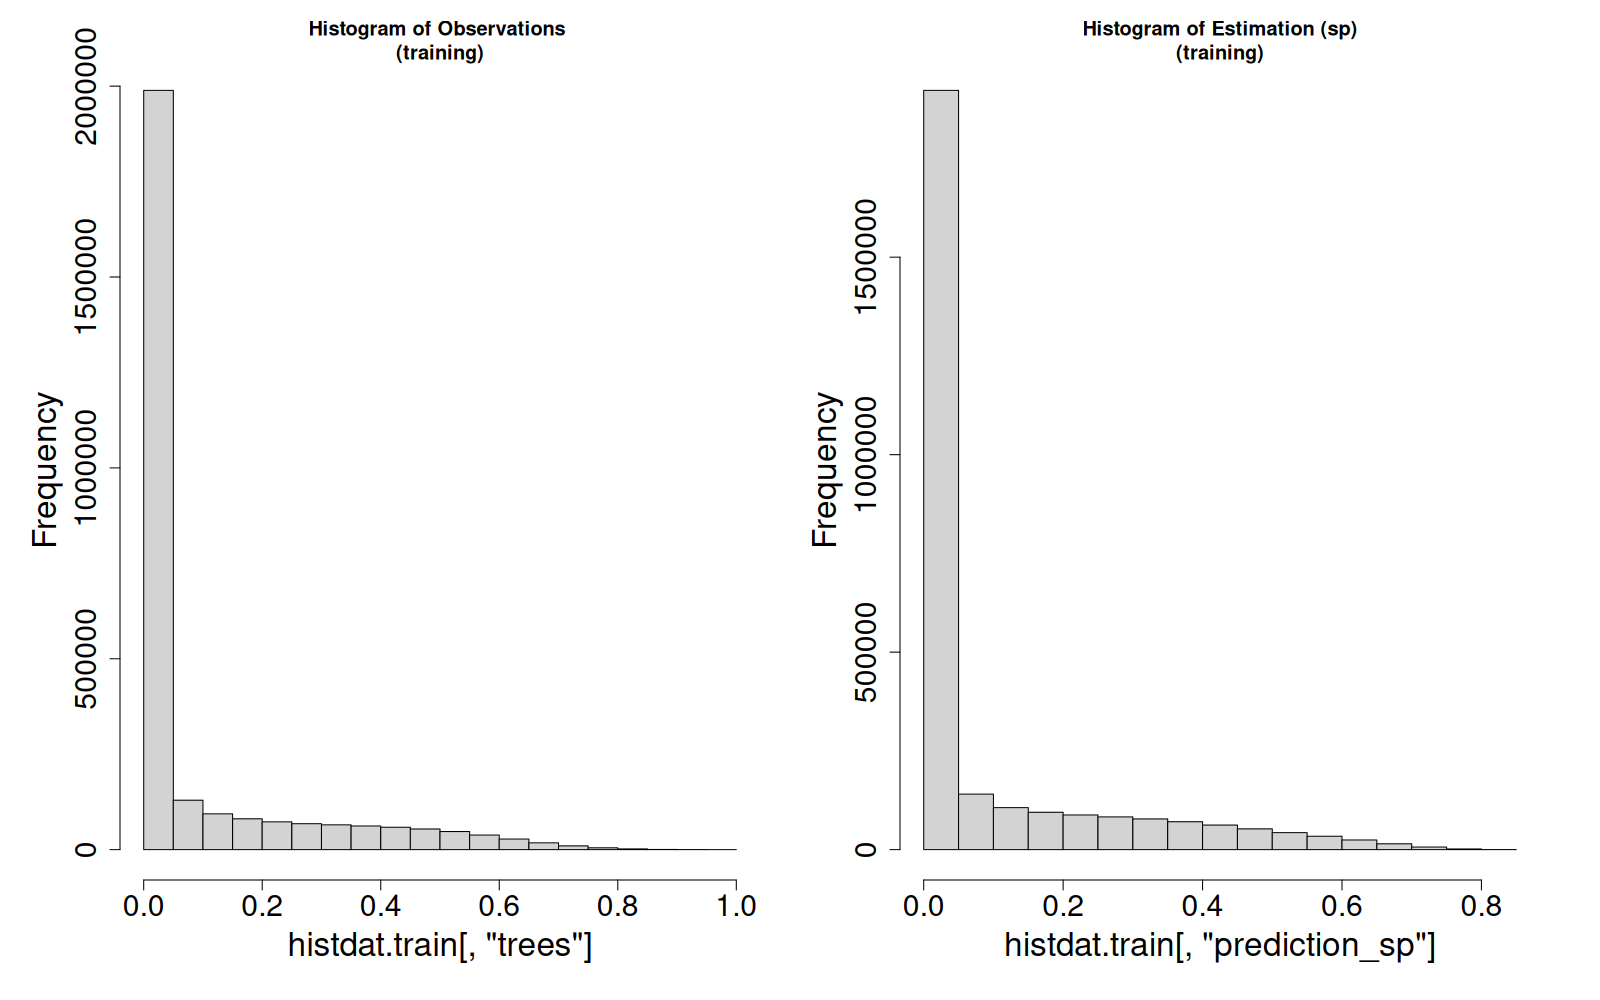 Histogram of Observations
(training)
Frequency
0
500000
1000000
1500000
2000000
0.0 0.2 0.4 0.6 0.8 1.0
histdat.train[, "trees"]
Histogram of Estimation (sp)
(training)
Frequency
0
500000
1000000
1500000
0.0 0.2 0.4 0.6 0.8
histdat.train[, "prediction_sp"]